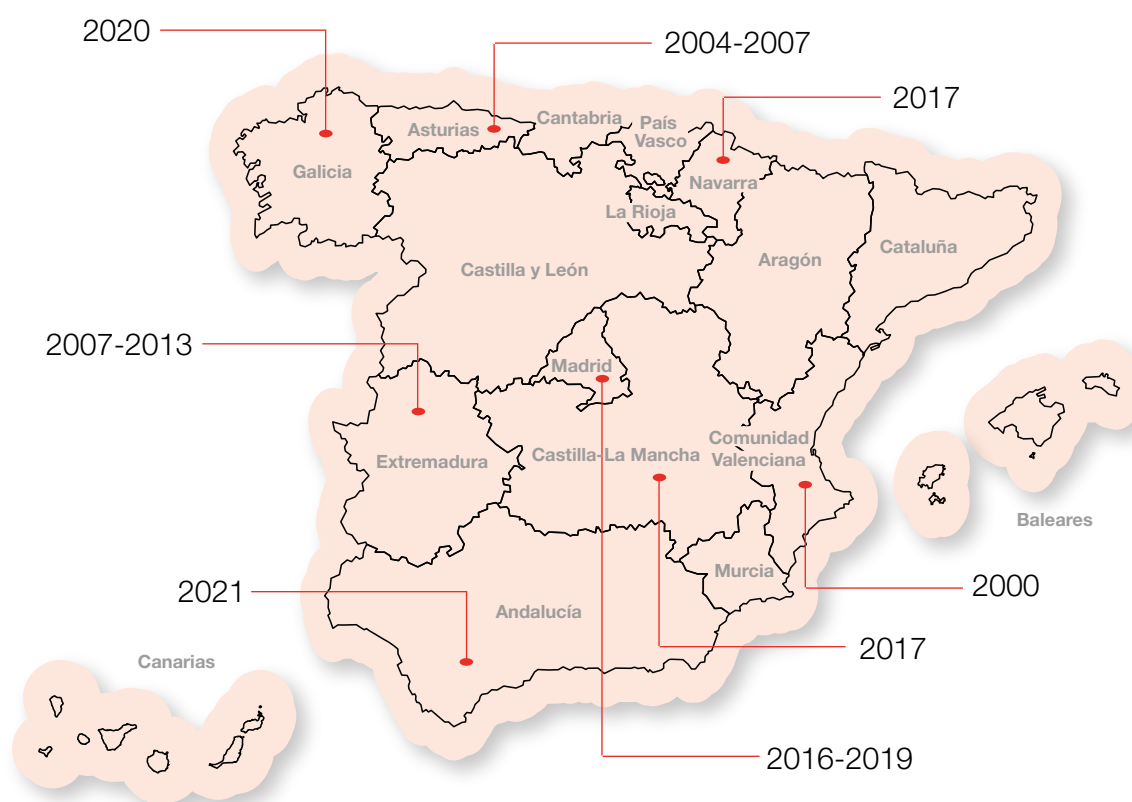 2020
2004-2007
2017
Cantabria
País
Vasco
Asturias
Galicia
Navarra
La Rioja
Cataluña
Aragón
Castilla y León
2007-2013
Madrid
Comunidad
Valenciana
Castilla-La Mancha
Extremadura
Baleares
Murcia
2021
2000
Andalucía
2017
Canarias
2016-2019